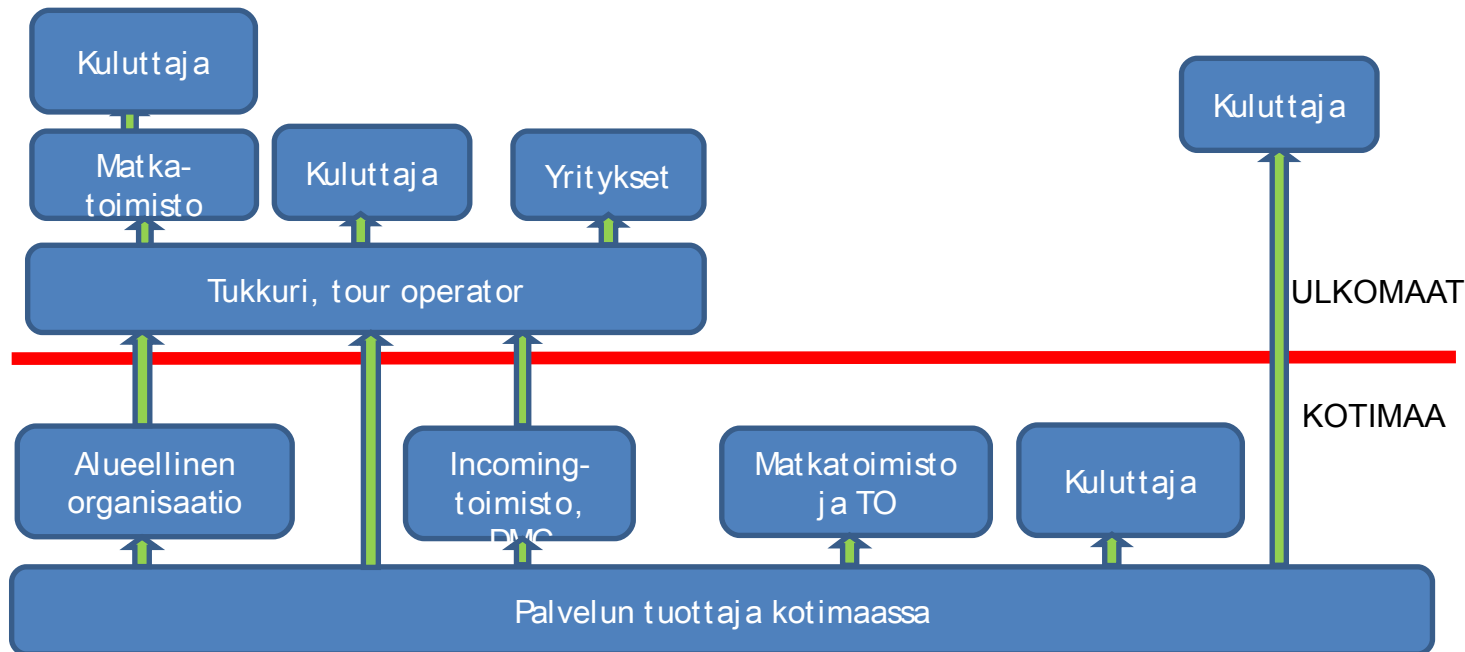 Kuluttaja
Kuluttaja
Matka-
toimisto
Kuluttaja
Yritykset
Tukkuri, tour operator
ULKOMAAT
KOTIMAA
Alueellinen
organisaatio
Incoming-
toimisto,
DMC
Matkatoimisto
ja TO
Kuluttaja
Palvelun tuottaja kotimaassa